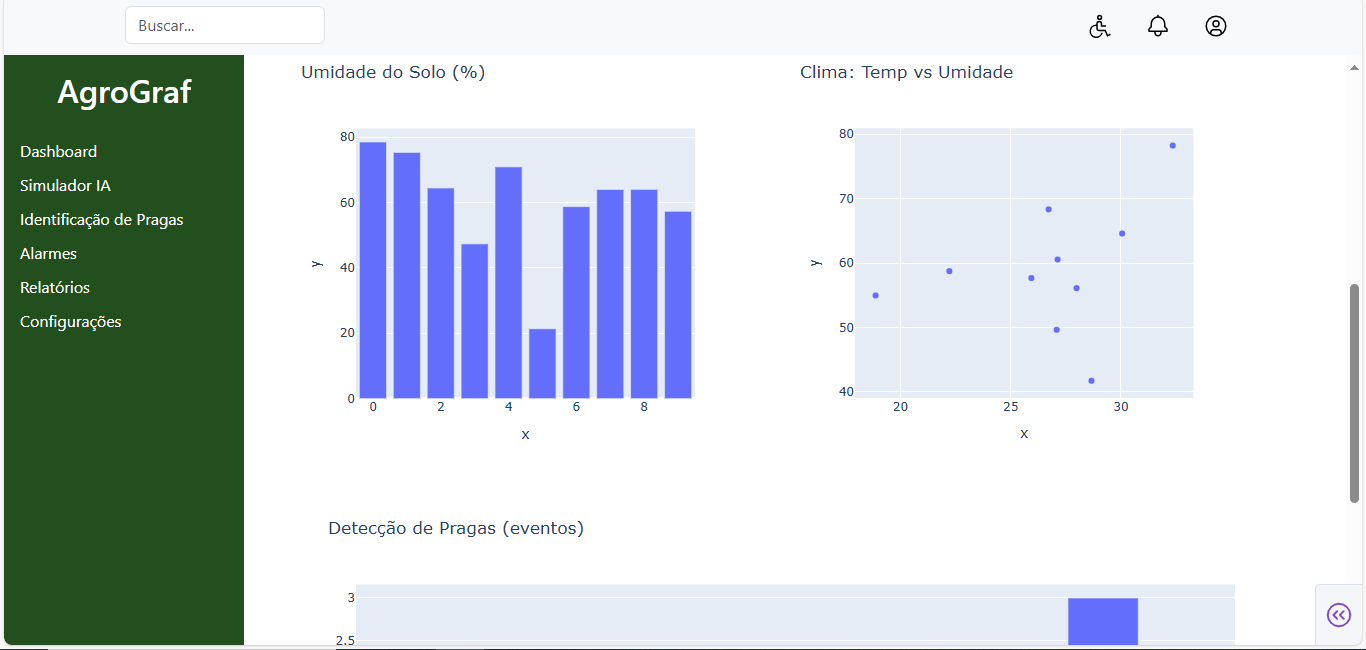 Buscar...
AgroGraf
Dashboard
Simulador IA
Identificação de Pragas
Alarmes
Relatórios
Configurações
Umidade do Solo (%)
80
60
40
20
0
y
0 2 4 6 8
x
Clima: Temp vs Umidade
80
70
60
50
40
y
20 25 30
x
Detecção de Pragas (eventos)
3
2.5